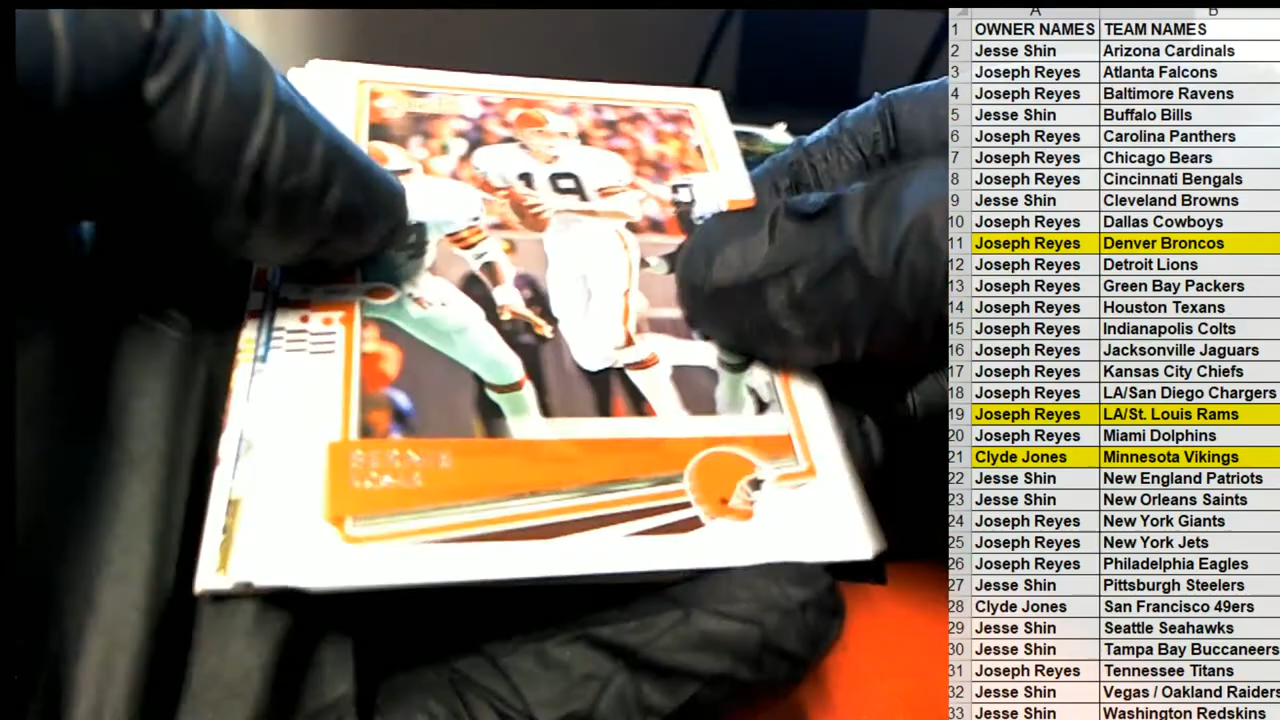 19
BERNIE
KOSAR
A B
1 OWNER NAMES TEAM NAMES
2 Jesse Shin Arizona Cardinals
3 Joseph Reyes Atlanta Falcons
4 Joseph Reyes Baltimore Ravens
5 Jesse Shin Buffalo Bills
6 Joseph Reyes Carolina Panthers
7 Joseph Reyes Chicago Bears
8 Joseph Reyes Cincinnati Bengals
9 Jesse Shin Cleveland Browns
10 Joseph Reyes Dallas Cowboys
11 Joseph Reyes Denver Broncos
12 Joseph Reyes Detroit Lions
13 Joseph Reyes Green Bay Packers
14 Joseph Reyes Houston Texans
15 Joseph Reyes Indianapolis Colts
16 Joseph Reyes Jacksonville Jaguars
17 Joseph Reyes Kansas City Chiefs
18 Joseph Reyes LA/San Diego Chargers
19 Joseph Reyes LA/St. Louis Rams
20 Joseph Reyes Miami Dolphins
21 Clyde Jones Minnesota Vikings
22 Jesse Shin New England Patriots
23 Jesse Shin New Orleans Saints
24 Joseph Reyes New York Giants
25 Joseph Reyes New York Jets
26 Joseph Reyes Philadelphia Eagles
27 Jesse Shin Pittsburgh Steelers
28 Clyde Jones San Francisco 49ers
29 Jesse Shin Seattle Seahawks
30 Jesse Shin Tampa Bay Buccaneers
31 Joseph Reyes Tennessee Titans
32 Jesse Shin Vegas / Oakland Raiders
33 Jesse Shin Washington Redskins